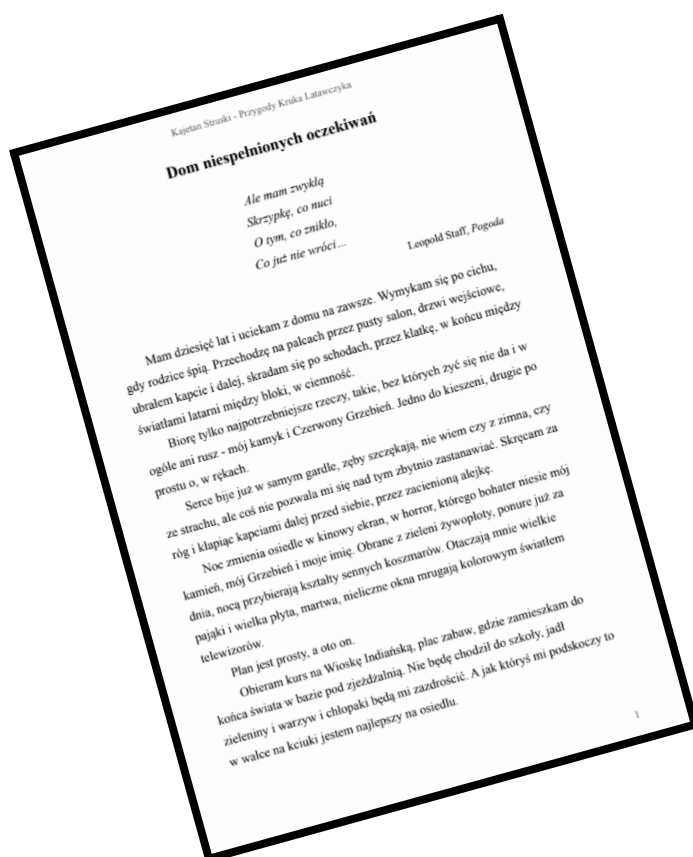 Kajetan Struski - Przygody Kruka Latawczyka
Dom niespełnionych oczekiwań
Ale mam zwykłą
Skrzypkę, co nuci
O tym, co znikło,
Co już nie wróci…
Leopold Staff, Pogoda
Mam dziesięć lat i uciekam z domu na zawsze. Wymykam się po cichu,
gdy rodzice śpią. Przechodzę na palcach przez pusty salon, drzwi wejściowe,
ubrałem kapcie i dalej, skradam się po schodach, przez klatkę, w końcu między
światłami latarni między bloki, w ciemność.
Biorę tylko najpotrzebniejsze rzeczy, takie, bez których żyć się nie da i w
ogóle ani rusz - mój kamyk i Czerwony Grzebień. Jedno do kieszeni, drugie po
prostu o, w rękach.
Serce bije już w samym gardle, zęby szczękają, nie wiem czy z zimna, czy
ze strachu, ale coś nie pozwala mi się nad tym zbytnio zastanawiać. Skręcam za
róg i kłapiąc kapciami dalej przed siebie, przez zacienioną alejkę.
Noc zmienia osiedle w kinowy ekran, w horror, którego bohater niesie mój
kamień, mój Grzebień i moje imię. Obrane z zieleni żywopłoty, ponure już za
dnia, nocą przybierają kształty sennych koszmarów. Otaczają mnie wielkie
pająki i wielka płyta, martwa, nieliczne okna mrugają kolorowym światłem
telewizorów.
Plan jest prosty, a oto on.
Obieram kurs na Wioskę Indiańską, plac zabaw, gdzie zamieszkam do
końca świata w bazie pod zjeżdżalnią. Nie będę chodził do szkoły, jadł
zieleniny i warzyw i chłopaki będą mi zazdrościć. A jak któryś mi podskoczy to
w walce na kciuki jestem najlepszy na osiedlu.
1